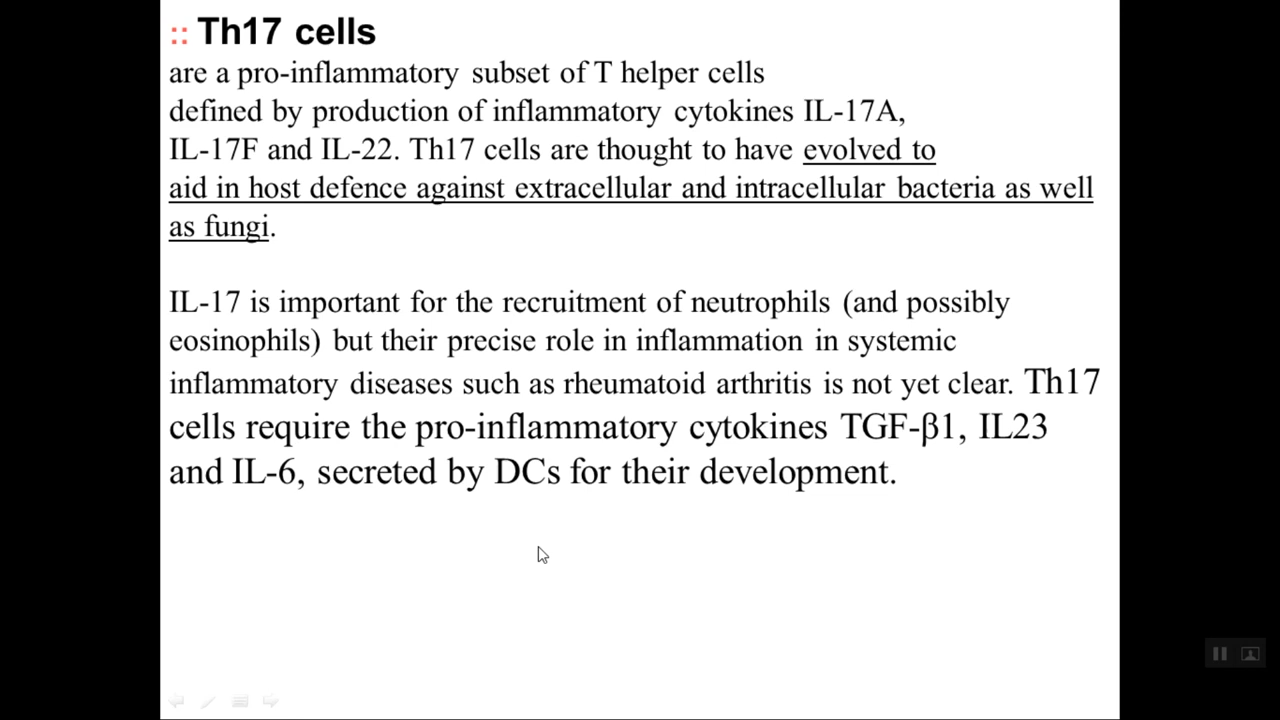 :: Th17 cells
are a pro-inflammatory subset of T helper cells
defined by production of inflammatory cytokines IL-17A,
IL-17F and IL-22. Th17 cells are thought to have evolved to
aid in host defence against extracellular and intracellular bacteria as well
as fungi.
IL-17 is important for the recruitment of neutrophils (and possibly
eosinophils) but their precise role in inflammation in systemic
inflammatory diseases such as rheumatoid arthritis is not yet clear. Th17
cells require the pro-inflammatory cytokines TGF-β1, IL23
and IL-6, secreted by DCs for their development.